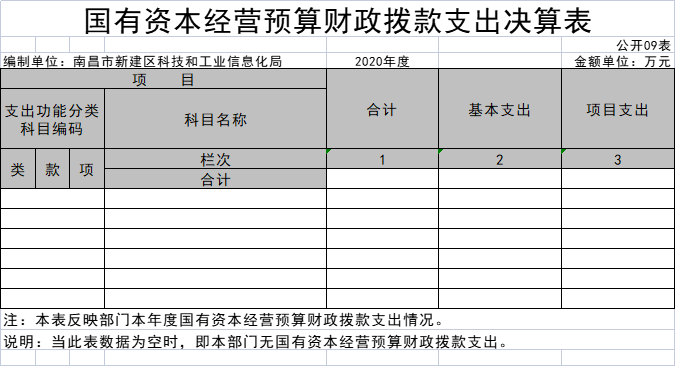 国有资本经营预算财政拨款支出决算表
公开09表
编制单位：南昌市新建区科技和工业信息化局 2020年度 金额单位：万元
项 目 合计 基本支出 项目支出
支出功能分类
科目编码 科目名称
类 款 项 栏次 1 2 3
合计
注：本表反映部门本年度国有资本经营预算财政拨款支出情况。
说明：当此表数据为空时，即本部门无国有资本经营预算财政拨款支出。